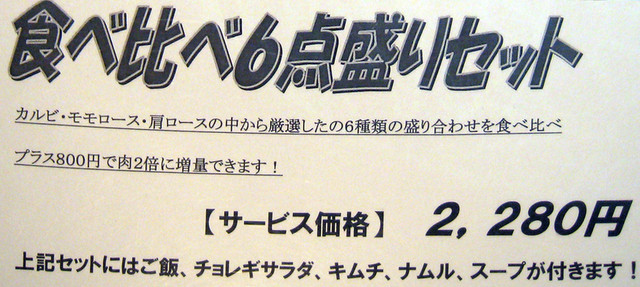 食べ比べ6点盛りセット
カルビ・モモロース・肩ロースの中から厳選したの6種類の盛り合わせを食べ比べ
プラス800円で肉2倍に増量できます！
【サービス価格】 2,280円
上記セットにはご飯、チョレギサラダ、キムチ、ナムル、スープが付きます！